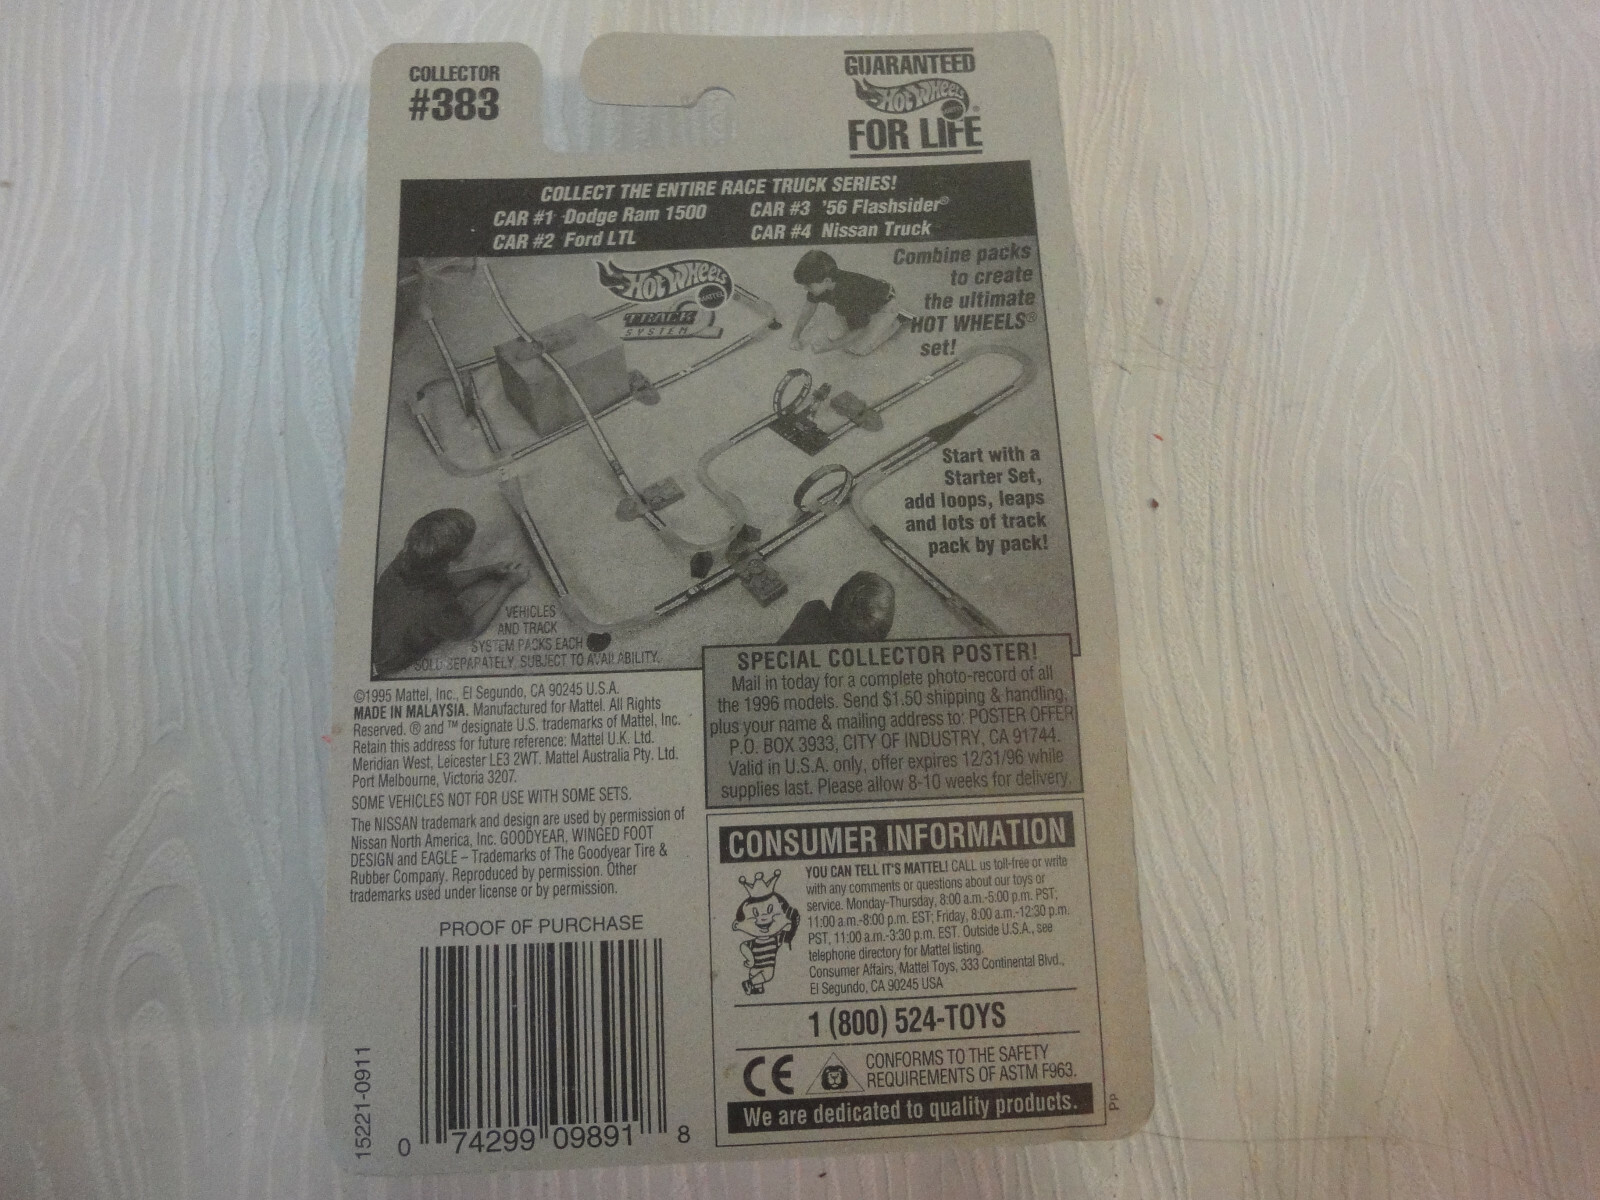 COLLECTOR
#383
GUARANTEED
HOT WHEELS®
MATTEL
FOR LIFE
COLLECT THE ENTIRE RACE TRUCK SERIES!
CAR #1 Dodge Ram 1500
CAR #2 Ford LTL
CAR #3 '56 Flashsider®
CAR #4 Nissan Truck
HOT WHEELS
MATTEL
TRACK
SYSTEM
Combine packs
to create
the ultimate
HOT WHEELS®
set!
Start with a
Starter Set,
add loops, leaps
and lots of track
pack by pack!
VEHICLES
AND TRACK
SYSTEM PACKS EACH
SOLD SEPARATELY, SUBJECT TO AVAILABILITY.
©1995 Mattel, Inc., El Segundo, CA 90245 U.S.A.
MADE IN MALAYSIA. Manufactured for Mattel. All Rights
Reserved. ® and ™ designate U.S. trademarks of Mattel, Inc.
Retain this address for future reference: Mattel U.K. Ltd.
Meridian West, Leicester LE3 2WT. Mattel Australia Pty. Ltd.
Port Melbourne, Victoria 3207.
SOME VEHICLES NOT FOR USE WITH SOME SETS.
The NISSAN trademark and design are used by permission of
Nissan North America, Inc. GOODYEAR, WINGED FOOT
DESIGN and EAGLE – Trademarks of The Goodyear Tire &
Rubber Company. Reproduced by permission. Other
trademarks used under license or by permission.
SPECIAL COLLECTOR POSTER!
Mail in today for a complete photo-record of all
the 1996 models. Send $1.50 shipping & handling,
plus your name & mailing address to: POSTER OFFER
P.O. BOX 3933, CITY OF INDUSTRY, CA 91744.
Valid in U.S.A. only, offer expires 12/31/96 while
supplies last. Please allow 8-10 weeks for delivery.
CONSUMER INFORMATION
YOU CAN TELL IT'S MATTEL! CALL us toll-free or write
with any comments or questions about our toys or
service. Monday-Thursday, 8:00 a.m.-5:00 p.m. PST;
11:00 a.m.-8:00 p.m. EST; Friday, 8:00 a.m.-12:30 p.m.
PST, 11:00 a.m.-3:30 p.m. EST. Outside U.S.A., see
telephone directory for Mattel listing.
Consumer Affairs, Mattel Toys, 333 Continental Blvd.,
El Segundo, CA 90245 USA
1 (800) 524-TOYS
CE
CONFORMS TO THE SAFETY
REQUIREMENTS OF ASTM F963.
We are dedicated to quality products.
PP
PROOF OF PURCHASE
0 74299 09891 8
15221-0911